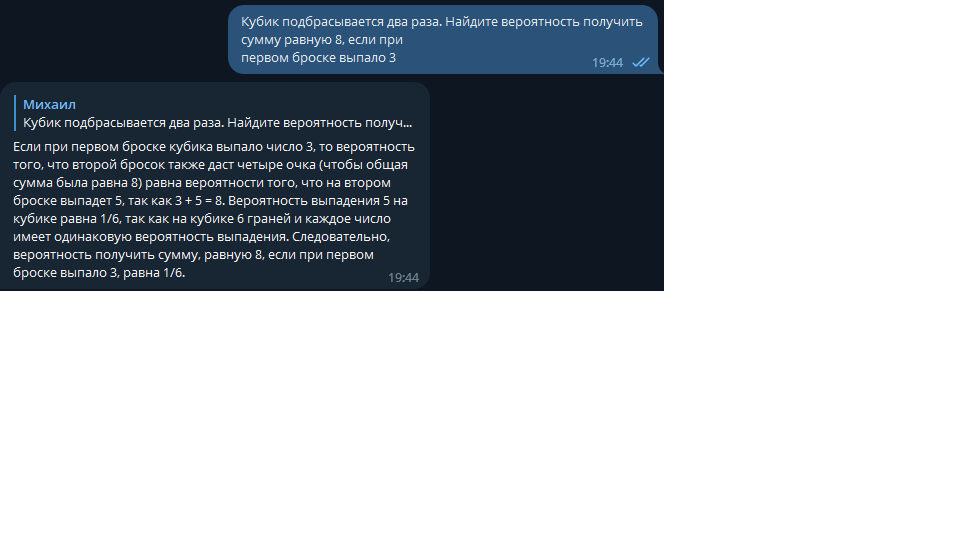 Кубик подбрасывается два раза. Найдите вероятность получить
сумму равную 8, если при
первом броске выпало 3
19:44
Михаил
Кубик подбрасывается два раза. Найдите вероятность получ...
Если при первом броске кубика выпало число 3, то вероятность
того, что второй бросок также даст четыре очка (чтобы общая
сумма была равна 8) равна вероятности того, что на втором
броске выпадет 5, так как 3 + 5 = 8. Вероятность выпадения 5 на
кубике равна 1/6, так как на кубике 6 граней и каждое число
имеет одинаковую вероятность выпадения. Следовательно,
вероятность получить сумму, равную 8, если при первом
броске выпало 3, равна 1/6.
19:44